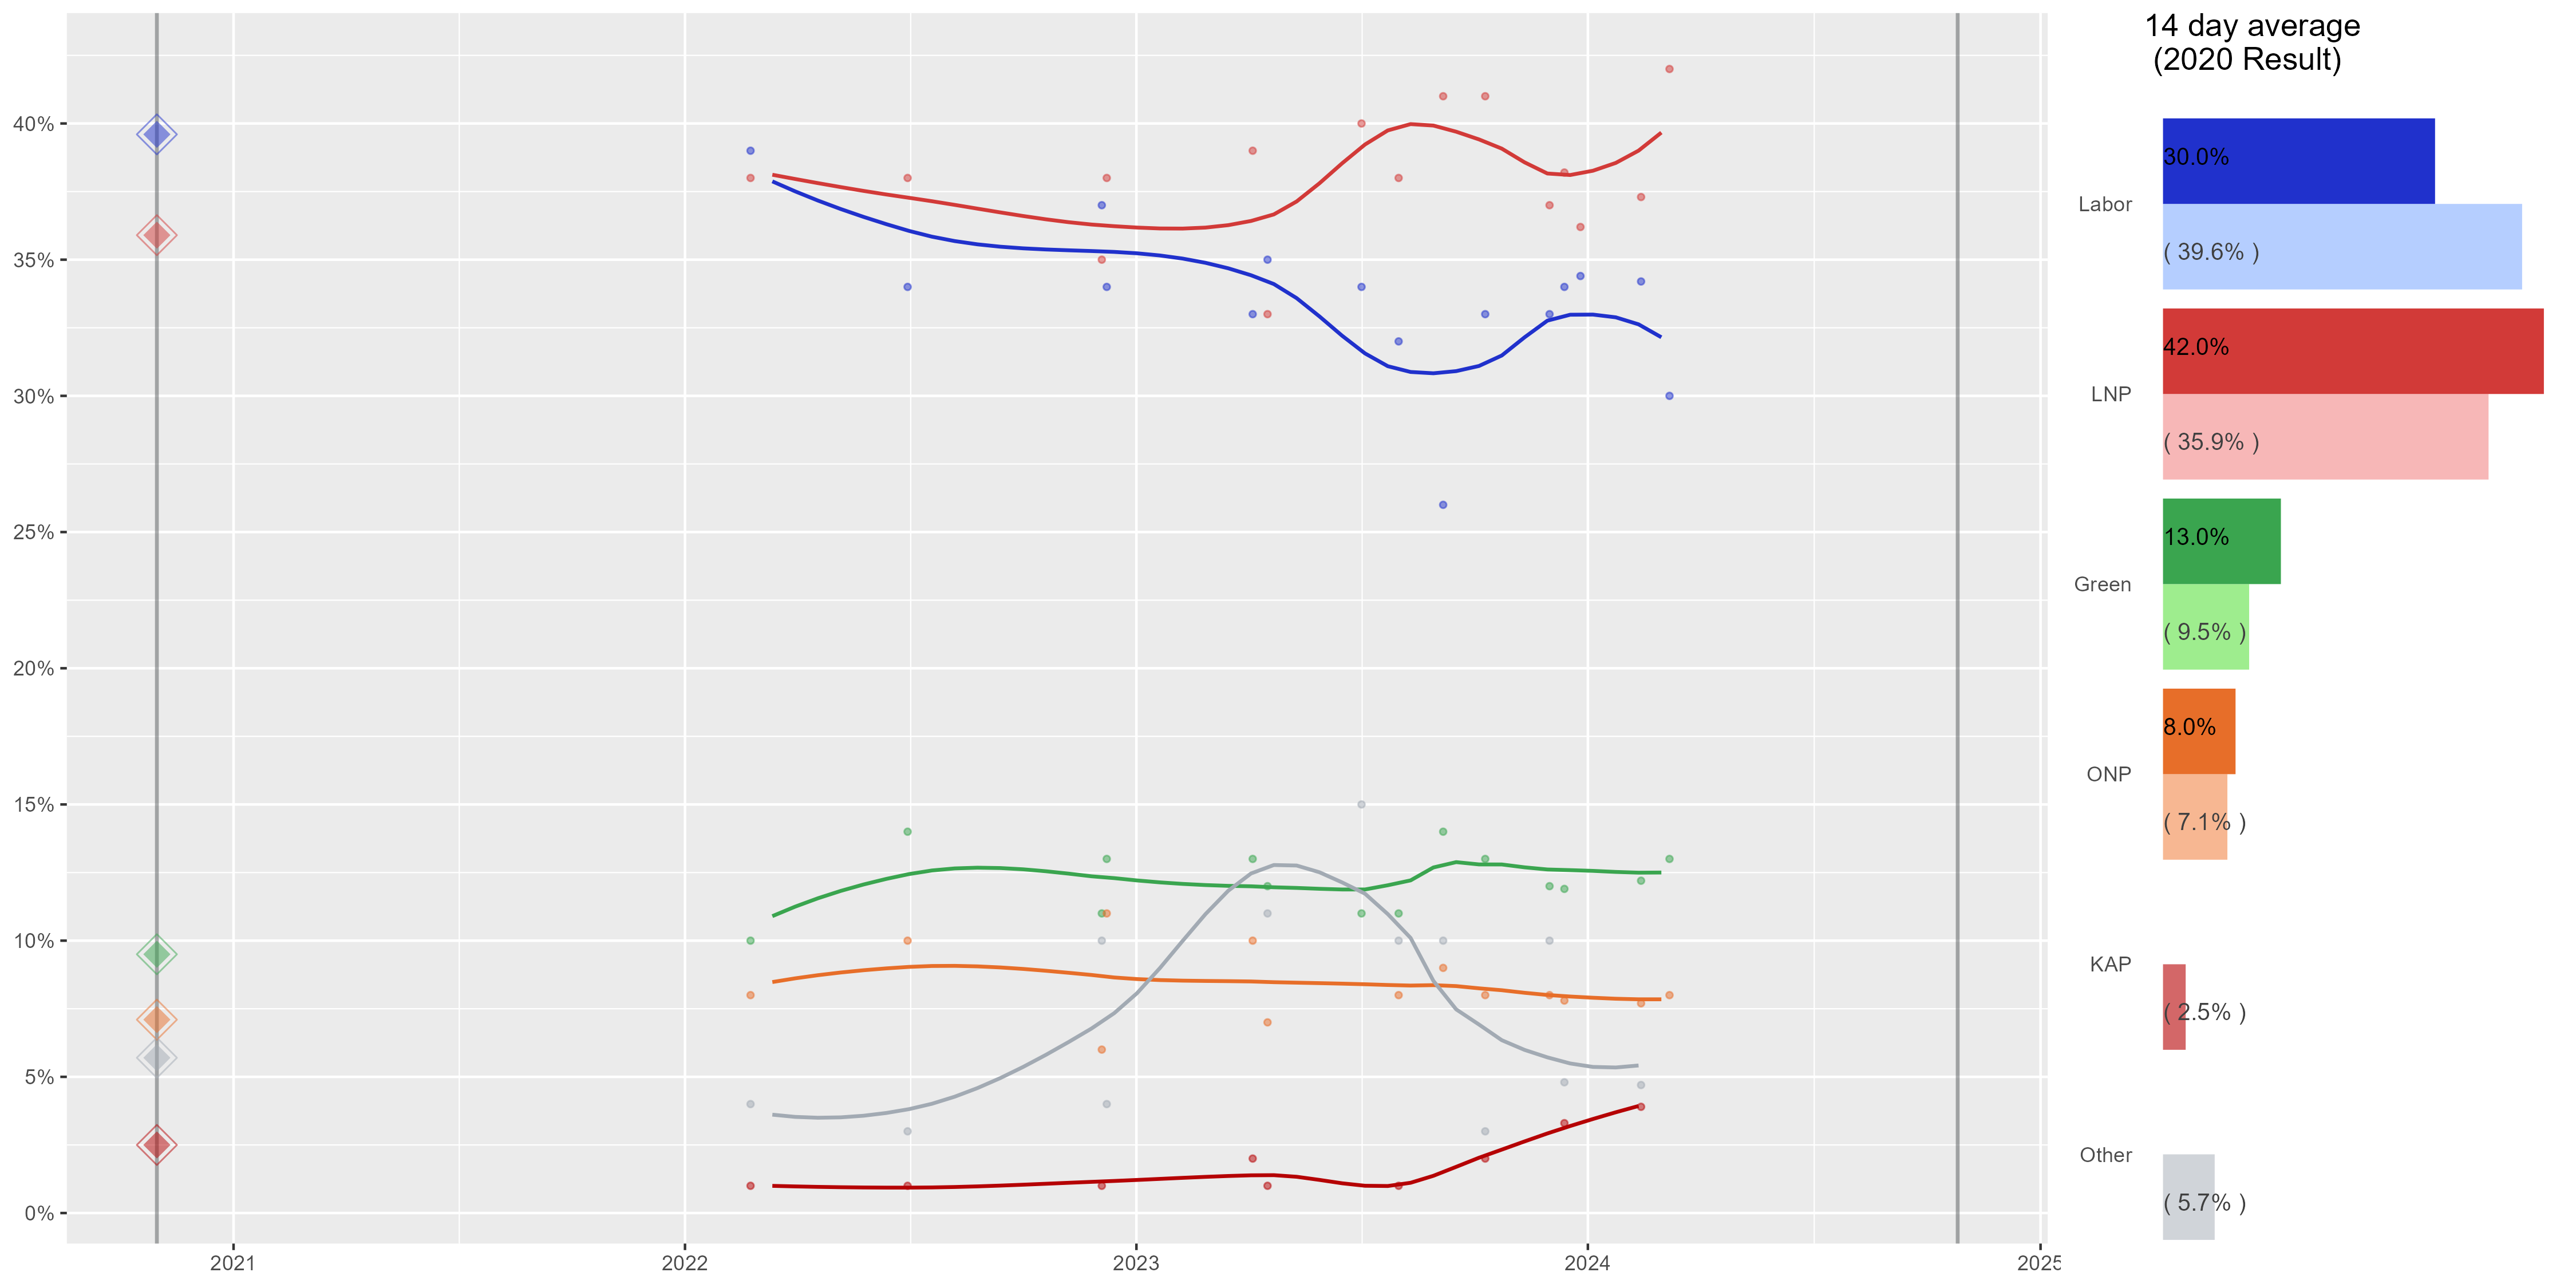 14 day average
(2020 Result)
40%
35%
30%
25%
20%
15%
10%
5%
0%
2021
2022
2023
2024
2025
Labor
30.0%
( 39.6% )
LNP
42.0%
( 35.9% )
Green
13.0%
( 9.5% )
ONP
8.0%
( 7.1% )
KAP
( 2.5% )
Other
( 5.7% )